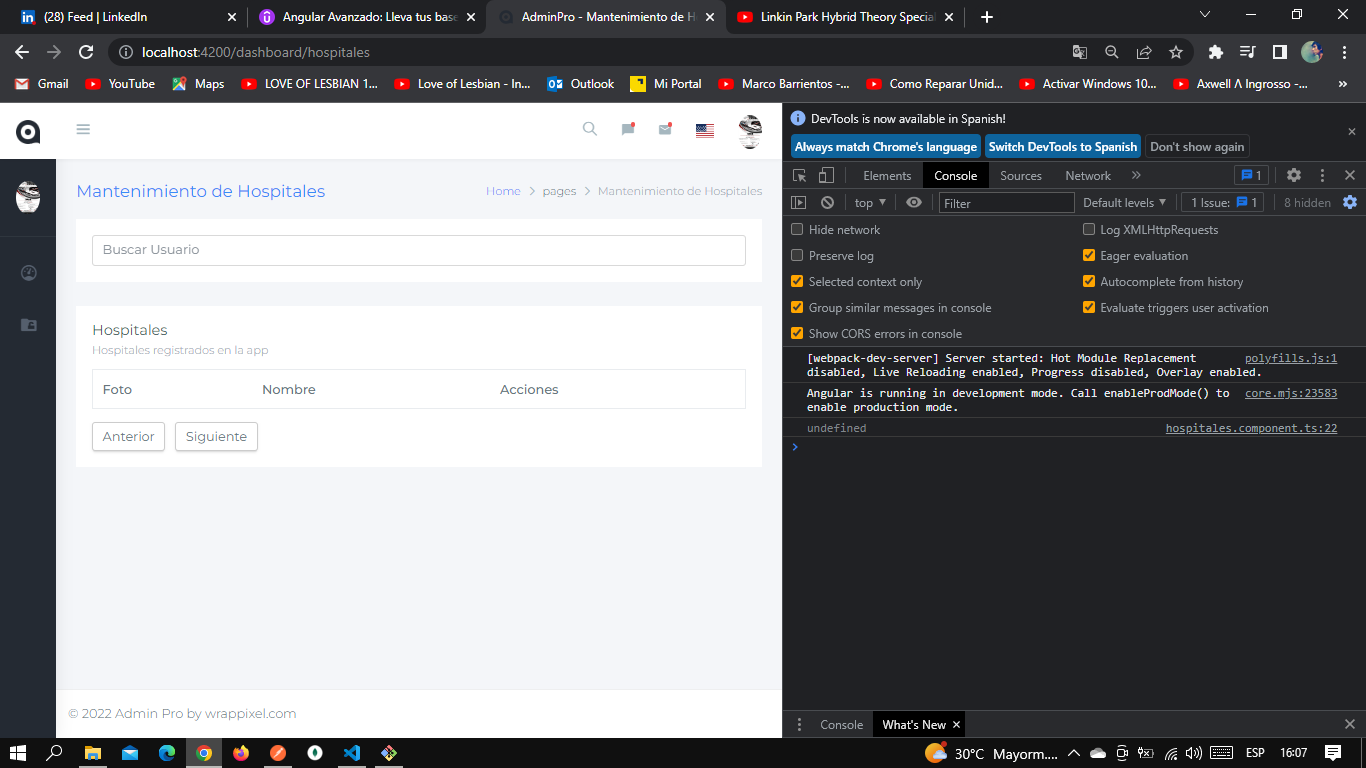 (28) Feed | LinkedIn
Angular Avanzado: Lleva tus base
AdminPro - Mantenimiento de H
Linkin Park Hybrid Theory Special
localhost:4200/dashboard/hospitales
Gmail
YouTube
Maps
LOVE OF LESBIAN 1...
Love of Lesbian - In...
Outlook
Mi Portal
Marco Barrientos -...
Como Reparar Unid...
Activar Windows 10...
Axwell Λ Ingrosso -...
»
Mantenimiento de Hospitales
Home > pages > Mantenimiento de Hospitales
Buscar Usuario
Hospitales
Hospitales registrados en la app
Foto Nombre Acciones
Anterior Siguiente
© 2022 Admin Pro by wrappixel.com
DevTools is now available in Spanish!
Always match Chrome's language Switch DevTools to Spanish Don't show again
Elements Console Sources Network » 1
top ▼ Filter Default levels ▼ 1 Issue: 1 8 hidden
Hide network Log XMLHttpRequests
Preserve log Eager evaluation
Selected context only Autocomplete from history
Group similar messages in console Evaluate triggers user activation
Show CORS errors in console
[webpack-dev-server] Server started: Hot Module Replacement polyfills.js:1
disabled, Live Reloading enabled, Progress disabled, Overlay enabled.
Angular is running in development mode. Call enableProdMode() to core.mjs:23583
enable production mode.
undefined hospitales.component.ts:22
Console What's New
30°C Mayorm.... ESP 16:07